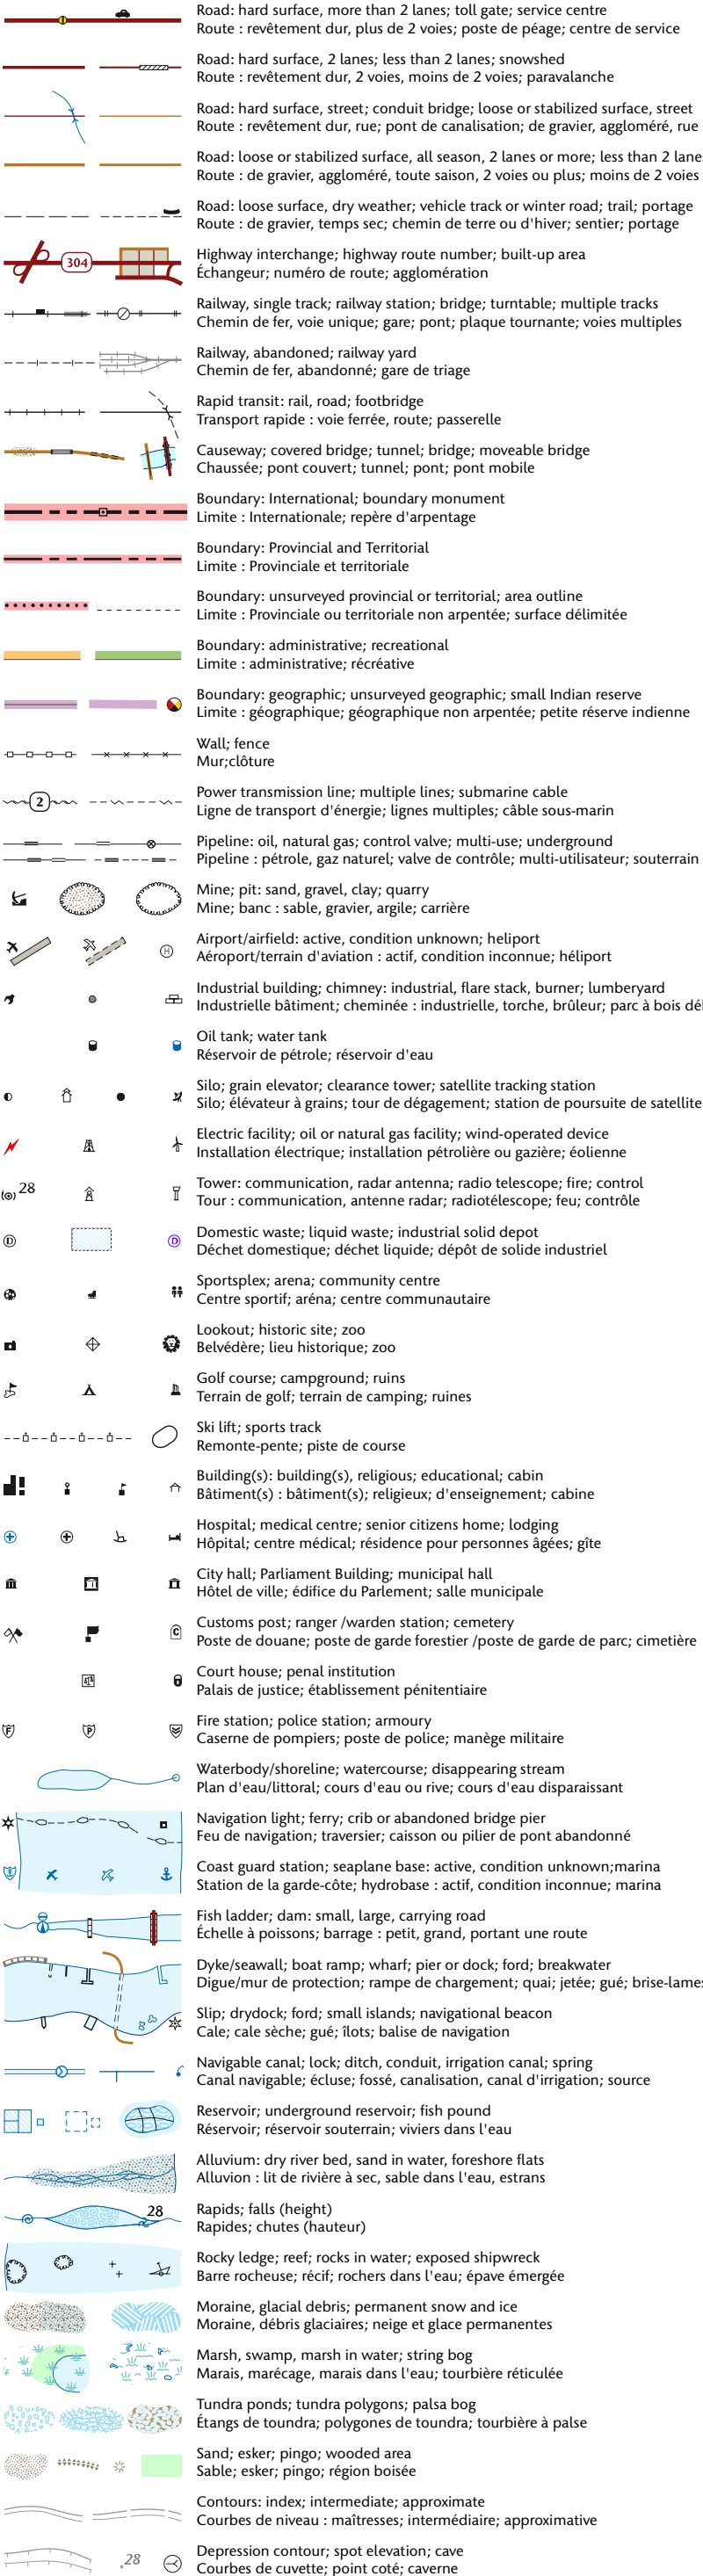 Road: hard surface, more than 2 lanes; toll gate; service centre
Route : revêtement dur, plus de 2 voies; poste de péage; centre de service
Road: hard surface, 2 lanes; less than 2 lanes; snowshed
Route : revêtement dur, 2 voies, moins de 2 voies; paravalanche
Road: hard surface, street; conduit bridge; loose or stabilized surface, street
Route : revêtement dur, rue; pont de canalisation; de gravier, aggloméré, rue
Road: loose or stabilized surface, all season, 2 lanes or more; less than 2 lane
Route : de gravier, aggloméré, toute saison, 2 voies ou plus; moins de 2 voies
Road: loose surface, dry weather; vehicle track or winter road; trail; portage
Route : de gravier, temps sec; chemin de terre ou d'hiver; sentier; portage
304
Highway interchange; highway route number; built-up area
Échangeur; numéro de route; agglomération
Railway, single track; railway station; bridge; turntable; multiple tracks
Chemin de fer, voie unique; gare; pont; plaque tournante; voies multiples
Railway, abandoned; railway yard
Chemin de fer, abandonné; gare de triage
Rapid transit: rail, road; footbridge
Transport rapide : voie ferrée, route; passerelle
Causeway; covered bridge; tunnel; bridge; moveable bridge
Chaussée; pont couvert; tunnel; pont; pont mobile
Boundary: International; boundary monument
Limite : Internationale; repère d'arpentage
Boundary: Provincial and Territorial
Limite : Provinciale et territoriale
Boundary: unsurveyed provincial or territorial; area outline
Limite : Provinciale ou territoriale non arpentée; surface délimitée
Boundary: administrative; recreational
Limite : administrative; récréative
Boundary: geographic; unsurveyed geographic; small Indian reserve
Limite : géographique; géographique non arpentée; petite réserve indienne
Wall; fence
Mur;clôture
2
Power transmission line; multiple lines; submarine cable
Ligne de transport d'énergie; lignes multiples; câble sous-marin
Pipeline: oil, natural gas; control valve; multi-use; underground
Pipeline : pétrole, gaz naturel; valve de contrôle; multi-utilisateur; souterrain
Mine; pit: sand, gravel, clay; quarry
Mine; banc : sable, gravier, argile; carrière
H
Airport/airfield: active, condition unknown; heliport
Aéroport/terrain d'aviation : actif, condition inconnue; héliport
Industrial building; chimney: industrial, flare stack, burner; lumberyard
Industrielle bâtiment; cheminée : industrielle, torche, brûleur; parc à bois dé
Oil tank; water tank
Réservoir de pétrole; réservoir d'eau
Silo; grain elevator; clearance tower; satellite tracking station
Silo; élévateur à grains; tour de dégagement; station de poursuite de satellite
Electric facility; oil or natural gas facility; wind-operated device
Installation électrique; installation pétrolière ou gazière; éolienne
28
Tower: communication, radar antenna; radio telescope; fire; control
Tour : communication, antenne radar; radiotélescope; feu; contrôle
D D
Domestic waste; liquid waste; industrial solid depot
Déchet domestique; déchet liquide; dépôt de solide industriel
Sportsplex; arena; community centre
Centre sportif; aréna; centre communautaire
Lookout; historic site; zoo
Belvédère; lieu historique; zoo
Golf course; campground; ruins
Terrain de golf; terrain de camping; ruines
Ski lift; sports track
Remonte-pente; piste de course
Building(s): building(s), religious; educational; cabin
Bâtiment(s) : bâtiment(s); religieux; d'enseignement; cabine
Hospital; medical centre; senior citizens home; lodging
Hôpital; centre médical; résidence pour personnes âgées; gîte
City hall; Parliament Building; municipal hall
Hôtel de ville; édifice du Parlement; salle municipale
C
Customs post; ranger /warden station; cemetery
Poste de douane; poste de garde forestier /poste de garde de parc; cimetière
Court house; penal institution
Palais de justice; établissement pénitentiaire
F P
Fire station; police station; armoury
Caserne de pompiers; poste de police; manège militaire
Waterbody/shoreline; watercourse; disappearing stream
Plan d'eau/littoral; cours d'eau ou rive; cours d'eau disparaissant
Navigation light; ferry; crib or abandoned bridge pier
Feu de navigation; traversier; caisson ou pilier de pont abandonné
Coast guard station; seaplane base: active, condition unknown;marina
Station de la garde-côte; hydrobase : actif, condition inconnue; marina
Fish ladder; dam: small, large, carrying road
Échelle à poissons; barrage : petit, grand, portant une route
Dyke/seawall; boat ramp; wharf; pier or dock; ford; breakwater
Digue/mur de protection; rampe de chargement; quai; jetée; gué; brise-lame
Slip; drydock; ford; small islands; navigational beacon
Cale; cale sèche; gué; îlots; balise de navigation
Navigable canal; lock; ditch, conduit, irrigation canal; spring
Canal navigable; écluse; fossé, canalisation, canal d'irrigation; source
Reservoir; underground reservoir; fish pound
Réservoir; réservoir souterrain; viviers dans l'eau
Alluvium: dry river bed, sand in water, foreshore flats
Alluvion : lit de rivière à sec, sable dans l'eau, estrans
28
Rapids; falls (height)
Rapides; chutes (hauteur)
Rocky ledge; reef; rocks in water; exposed shipwreck
Barre rocheuse; récif; rochers dans l'eau; épave émergée
Moraine, glacial debris; permanent snow and ice
Moraine, débris glaciaires; neige et glace permanentes
Marsh, swamp, marsh in water; string bog
Marais, marécage, marais dans l'eau; tourbière réticulée
Tundra ponds; tundra polygons; palsa bog
Étangs de toundra; polygones de toundra; tourbière à palse
Sand; esker; pingo; wooded area
Sable; esker; pingo; région boisée
Contours: index; intermediate; approximate
Courbes de niveau : maîtresses; intermédiaire; approximative
.28
Depression contour; spot elevation; cave
Courbes de cuvette; point coté; caverne